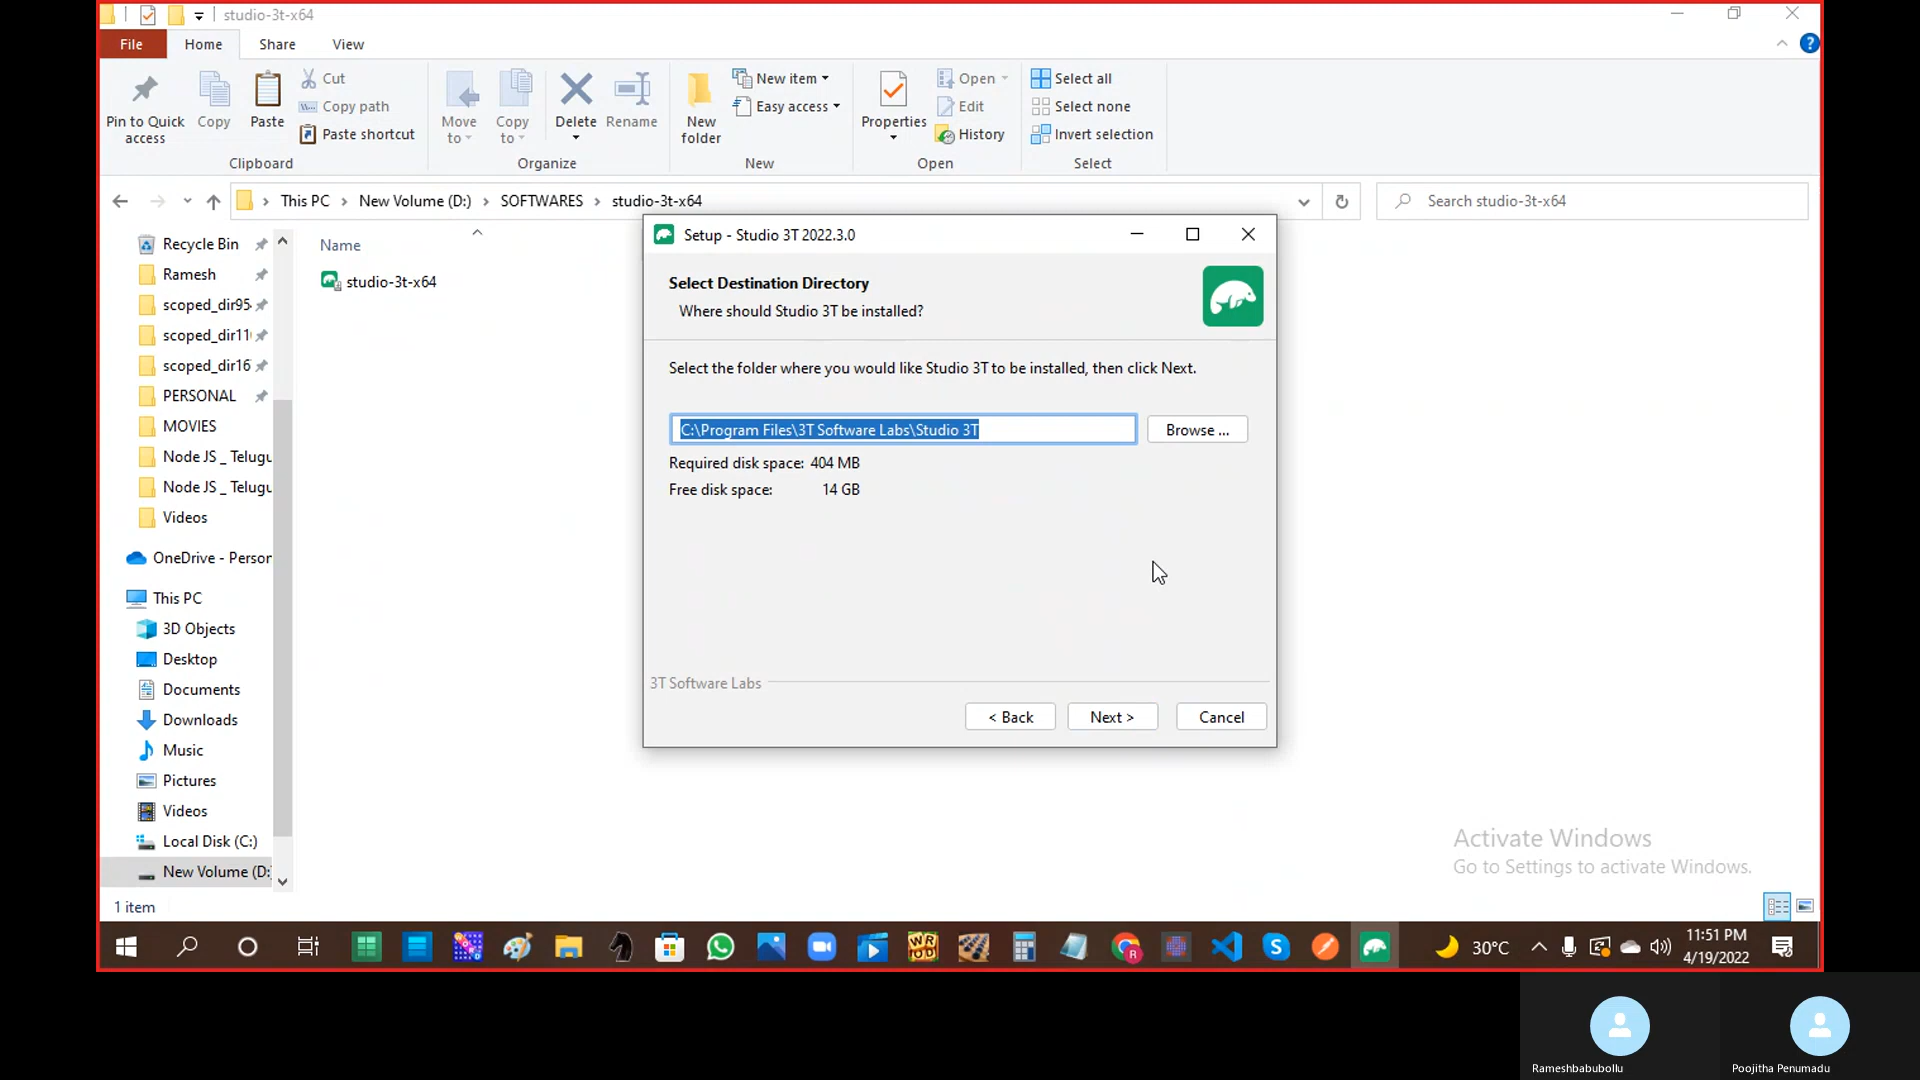 studio-3t-x64
File
Home
Share
View
Pin to Quick
access
Copy
Paste
Cut
Copy path
Paste shortcut
Clipboard
Move
to
Copy
to
Delete
Rename
Organize
New
folder
New item
Easy access
New
Properties
Open
Edit
History
Open
Select all
Select none
Invert selection
Select
This PC
New Volume (D:)
SOFTWARES
studio-3t-x64
Search studio-3t-x64
Recycle Bin
Ramesh
scoped_dir95
scoped_dir11
scoped_dir16
PERSONAL
MOVIES
Node JS _ Telugu
Node JS _ Telugu
Videos
OneDrive - Person
This PC
3D Objects
Desktop
Documents
Downloads
Music
Pictures
Videos
Local Disk (C:)
New Volume (D:
1 item
Name
studio-3t-x64
Setup - Studio 3T 2022.3.0
Select Destination Directory
Where should Studio 3T be installed?
Select the folder where you would like Studio 3T to be installed, then click Next.
C:\Program Files\3T Software Labs\Studio 3T
Browse ...
Required disk space: 404 MB
Free disk space: 14 GB
3T Software Labs
< Back
Next >
Cancel
Activate Windows
Go to Settings to activate Windows.
30°C
11:51 PM
4/19/2022
Rameshbabubollu
Poojitha Penumadu